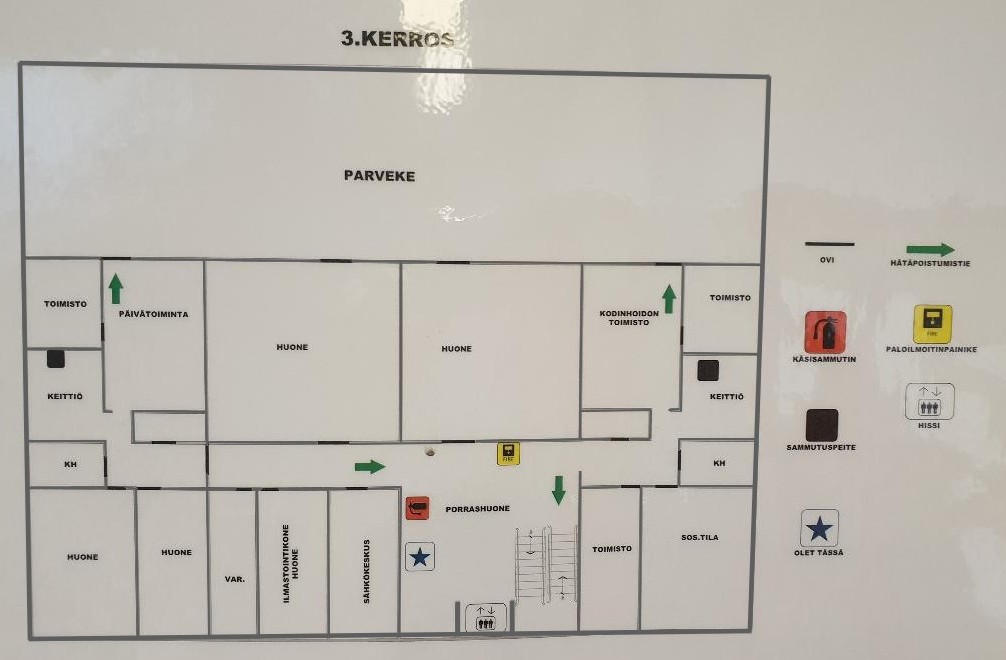 3.KERROS
PARVEKE
TOIMISTO
PÄIVÄTOIMINTA
HUONE
HUONE
KODINHOIDON
TOIMISTO
TOIMISTO
KEITTIÖ
KEITTIÖ
KH
KH
FIRE
PORRASHUONE
HUONE
HUONE
VAR.
ILMASTOINTIKONE
HUONE
SÄHKÖKESKUS
TOIMISTO
SOS.TILA
OVI
HÄTÄPOISTUMISTIE
KÄSISAMMUTIN
FIRE
PALOILMOITINPAINIKE
SAMMUTUSPEITE
HISSI
OLET TÄSSÄ